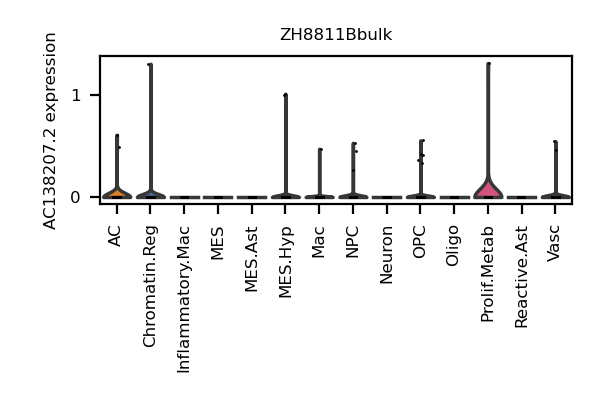 ZH8811Bbulk
AC138207.2 expression
1
0
AC
Chromatin.Reg
Inflammatory.Mac
MES
MES.Ast
MES.Hyp
Mac
NPC
Neuron
OPC
Oligo
Prolif.Metab
Reactive.Ast
Vasc